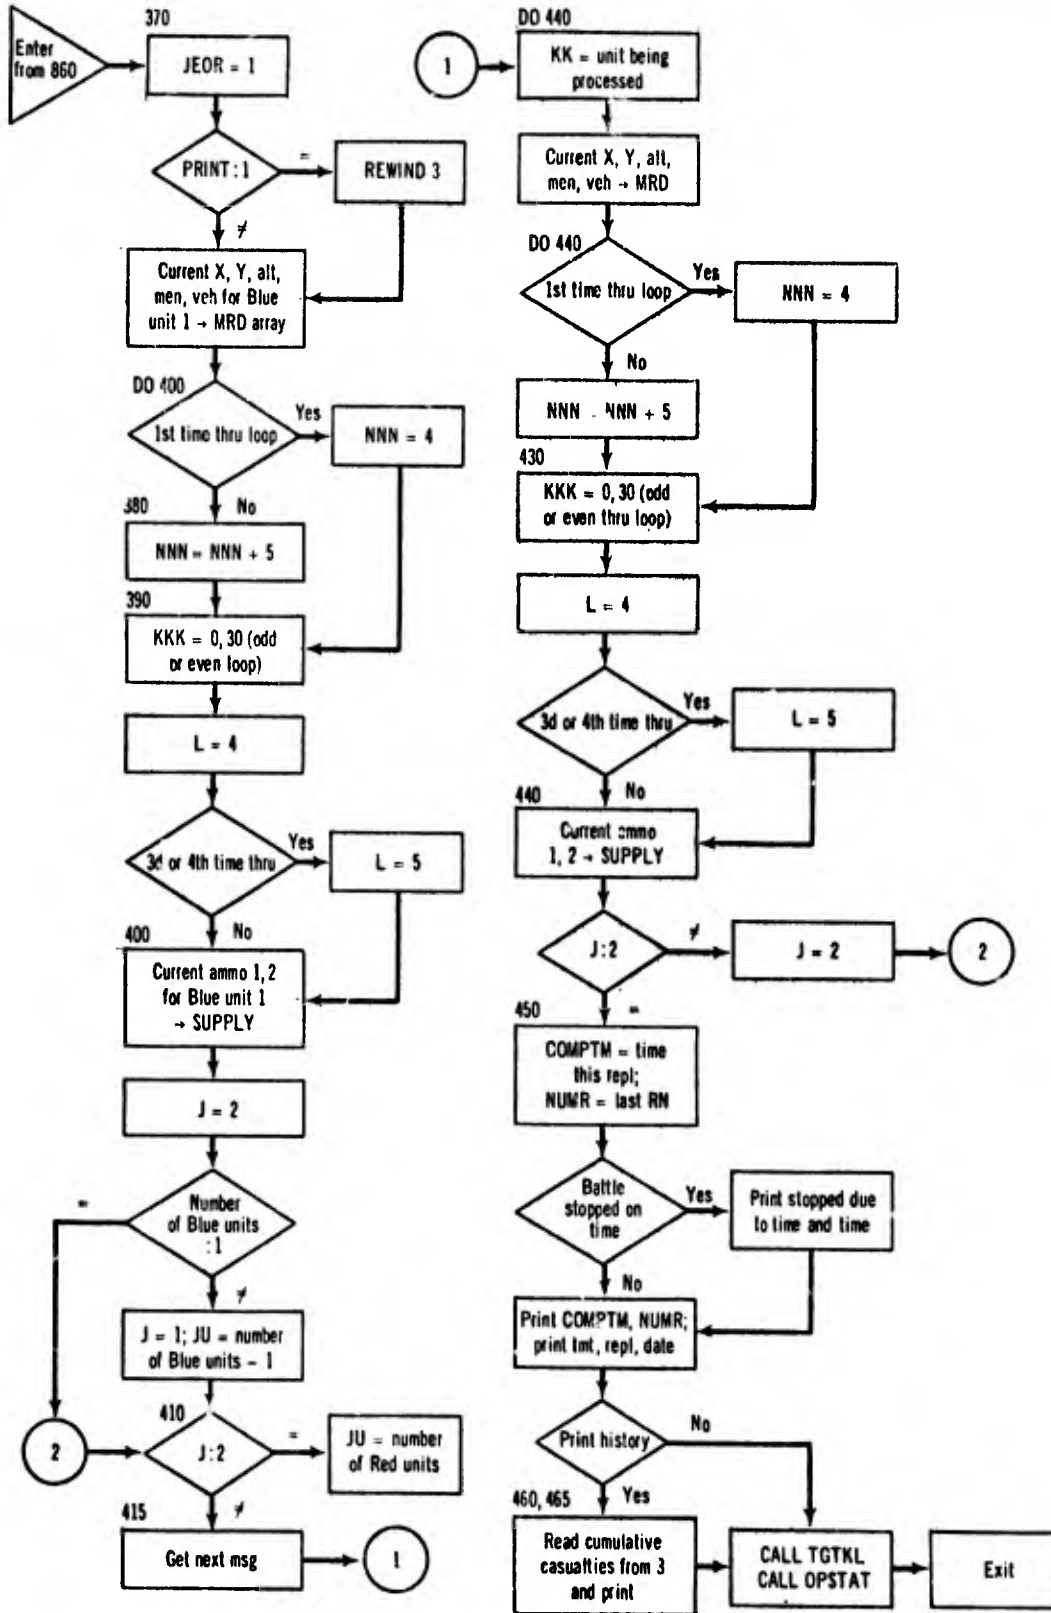 370
Enter
from 860
JEOR = 1
PRINT : 1
=
REWIND 3
≠
Current X, Y, alt,
men, veh for Blue
unit 1 → MRD array
DO 400
1st time thru loop
Yes
NNN = 4
380
No
NNN = NNN + 5
390
KKK = 0, 30 (odd
or even loop)
L = 4
3d or 4th time thru
Yes
L = 5
400
No
Current ammo 1, 2
for Blue unit 1
→ SUPPLY
J = 2
=
Number
of Blue units
: 1
≠
J = 1; JU = number
of Blue units - 1
2
410
J : 2
=
JU = number
of Red units
415
≠
Get next msg
1
DO 440
1
KK = unit being
processed
Current X, Y, alt,
men, veh → MRD
DO 440
1st time thru loop
Yes
NNN = 4
No
NNN - NNN + 5
430
KKK = 0, 30 (odd
or even thru loop)
L = 4
3d or 4th time thru
Yes
L = 5
440
No
Current ammo
1, 2 → SUPPLY
J : 2
≠
J = 2
2
450
=
COMPTM = time
this repl;
NUMR = last RN
Battle
stopped on
time
Yes
Print stopped due
to time and time
No
Print COMPTM, NUMR;
print tmt, repl, date
Print history
No
460, 465
Yes
Read cumulative
casualties from 3
and print
CALL TGTKL
CALL OPSTAT
Exit